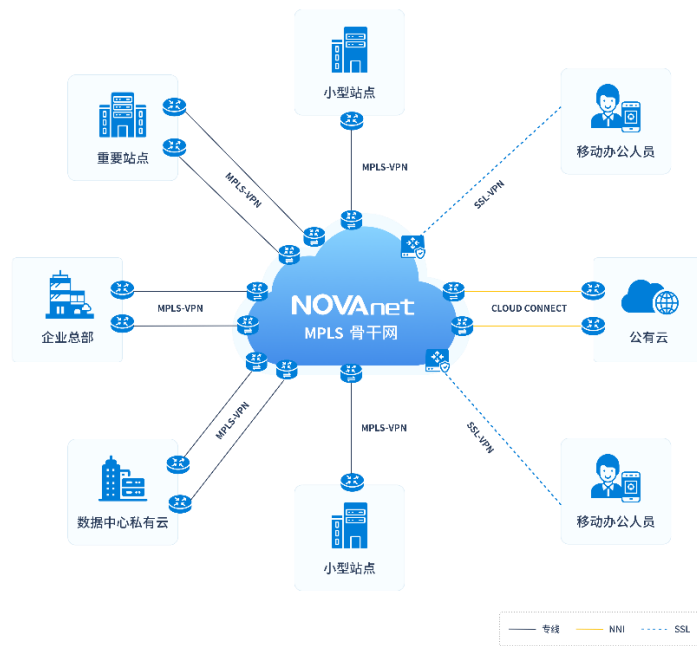 小型站点
重要站点
移动办公人员
MPLS-VPN
MPLS-VPN
SSL-VPN
企业总部
MPLS-VPN
NOVAnet
MPLS 骨干网
CLOUD CONNECT
公有云
MPLS-VPN
MPLS-VPN
SSL-VPN
数据中心私有云
小型站点
移动办公人员
专线
NNI
SSL